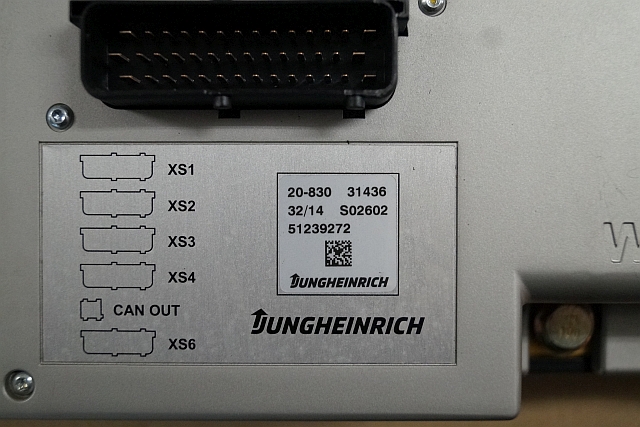 XS1
XS2
XS3
XS4
CAN OUT
XS6
20-830 31436
32/14 S02602
51239272
JUNGHEINRICH
JUNGHEINRICH
W